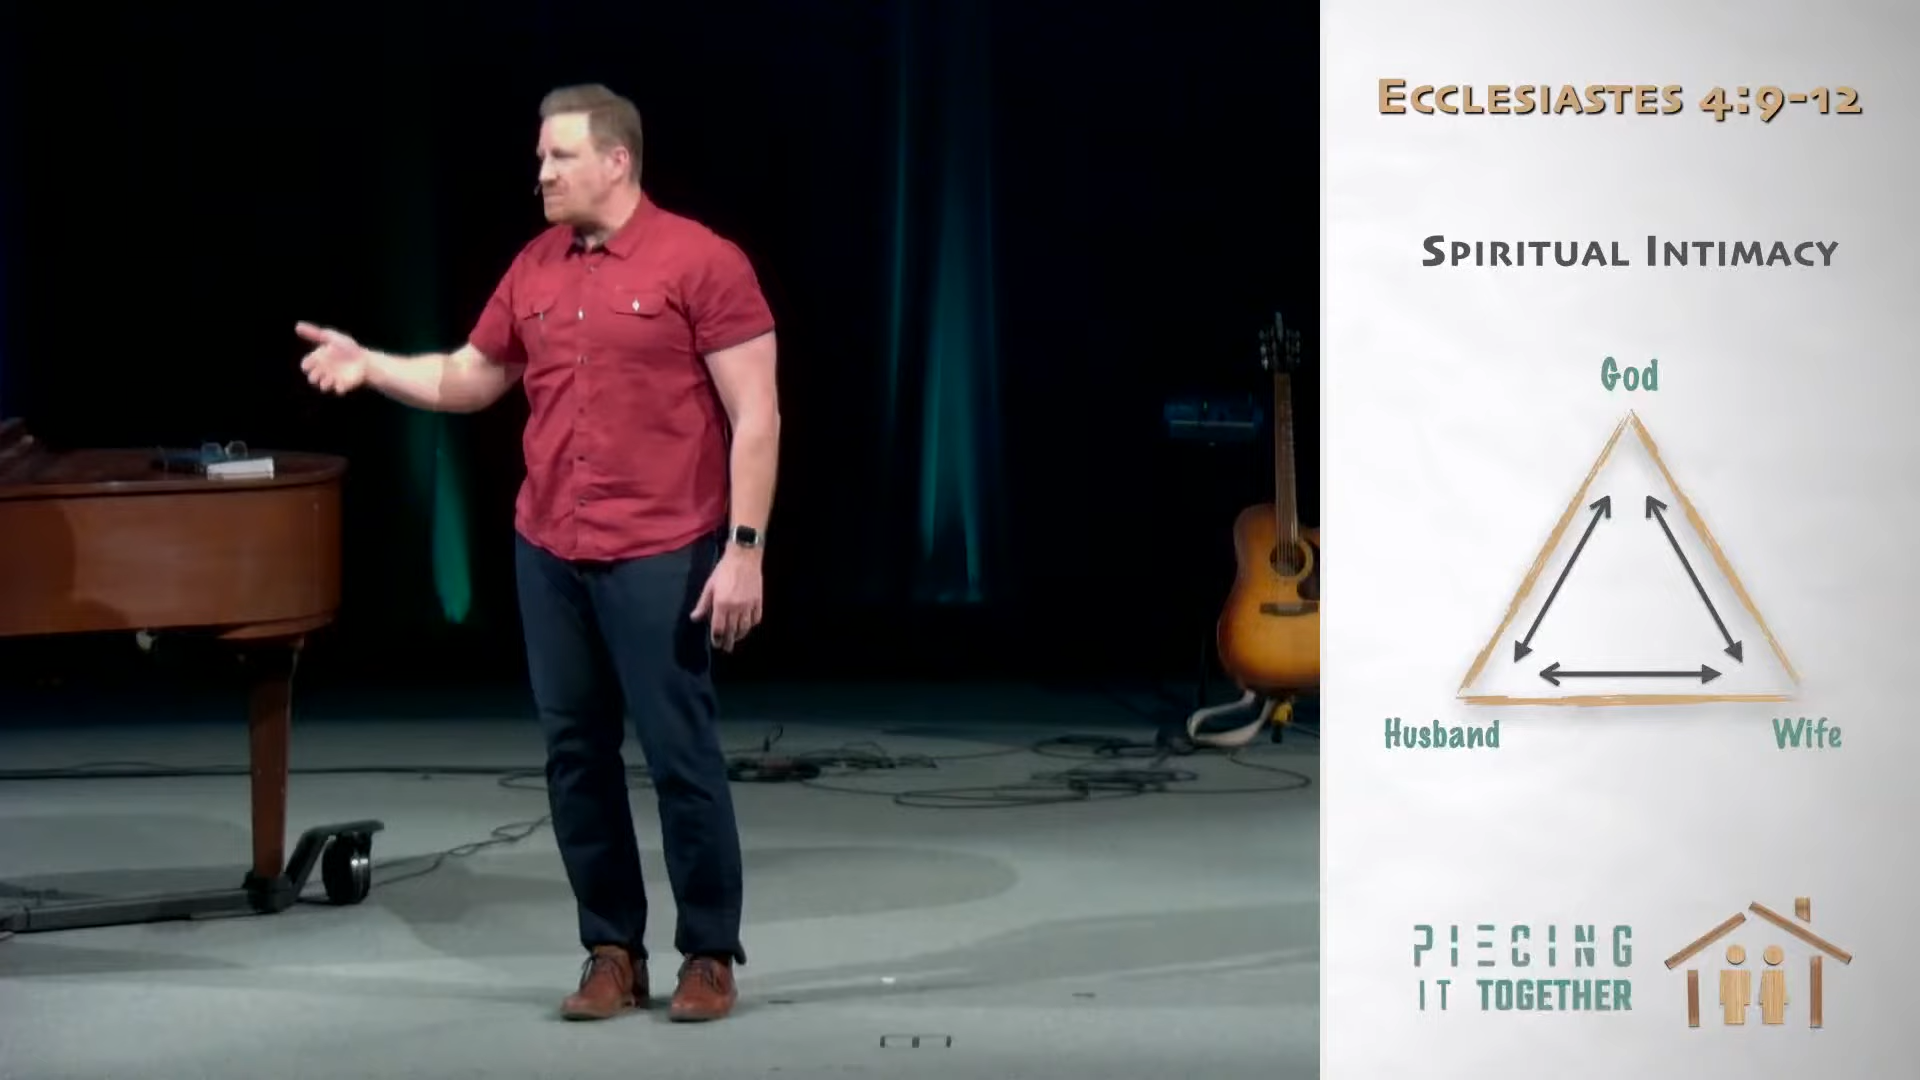 Ecclesiastes 4:9-12
Spiritual Intimacy
God
Husband
Wife
PIECING
IT TOGETHER